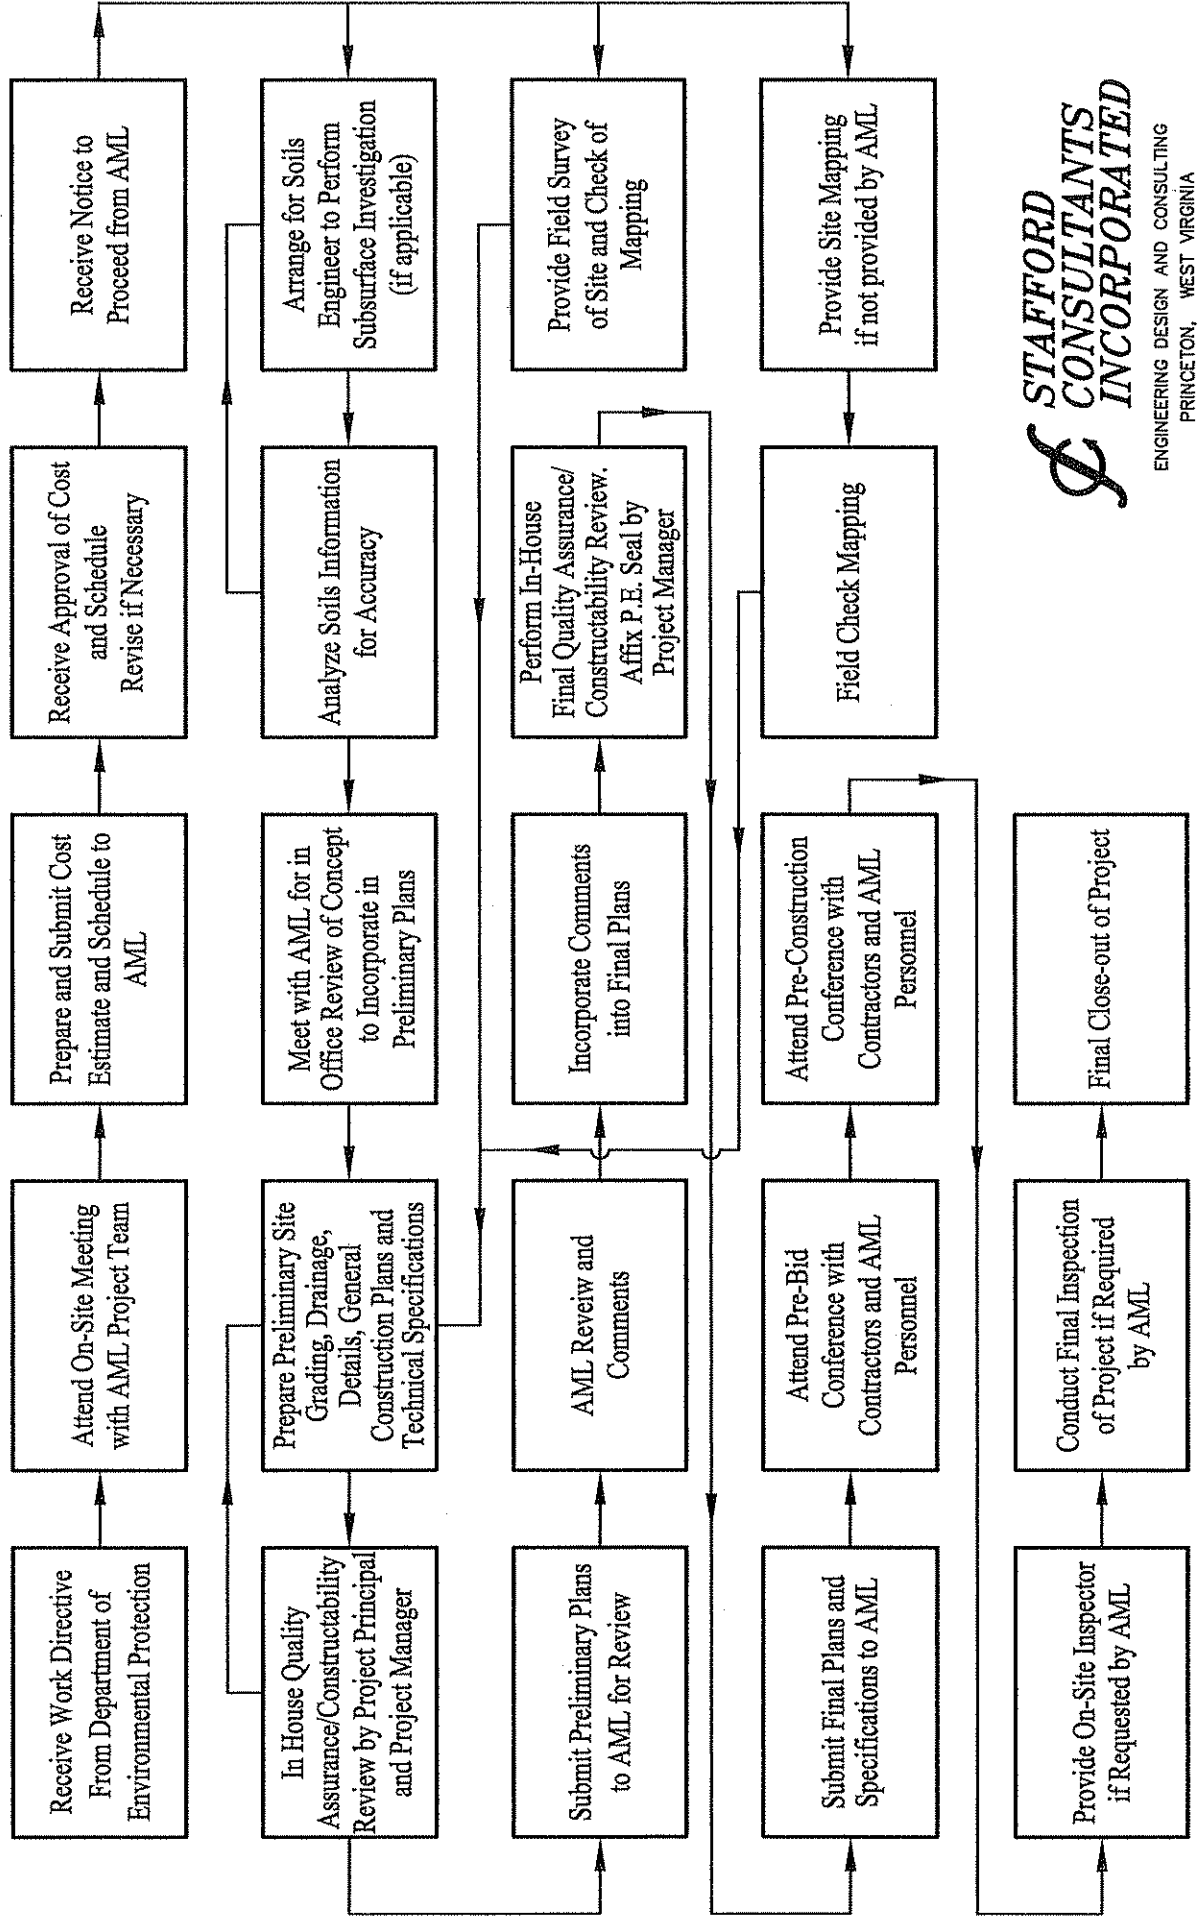 Receive Work Directive
From Department of
Environmental Protection
Attend On-Site Meeting
with AML Project Team
Prepare and Submit Cost
Estimate and Schedule to
AML
Receive Approval of Cost
and Schedule
Revise if Necessary
Receive Notice to
Proceed from AML
In House Quality
Assurance/Constructability
Review by Project Principal
and Project Manager
Prepare Preliminary Site
Grading, Drainage,
Details, General
Construction Plans and
Technical Specifications
Meet with AML for in
Office Review of Concept
to Incorporate in
Preliminary Plans
Analyze Soils Information
for Accuracy
Arrange for Soils
Engineer to Perform
Subsurface Investigation
(if applicable)
Submit Preliminary Plans
to AML for Review
AML Reveiw and
Comments
Incorporate Comments
into Final Plans
Perform In-House
Final Quality Assurance/
Constructability Review.
Affix P.E. Seal by
Project Manager
Provide Field Survey
of Site and Check of
Mapping
Submit Final Plans and
Specifications to AML
Attend Pre-Bid
Conference with
Contractors and AML
Personnel
Attend Pre-Construction
Conference with
Contractors and AML
Personnel
Field Check Mapping
Provide Site Mapping
if not provided by AML
Provide On-Site Inspector
if Requested by AML
Conduct Final Inspection
of Project if Required
by AML
Final Close-out of Project
STAFFORD
CONSULTANTS
INCORPORATED
ENGINEERING DESIGN AND CONSULTING
PRINCETON, WEST VIRGINIA